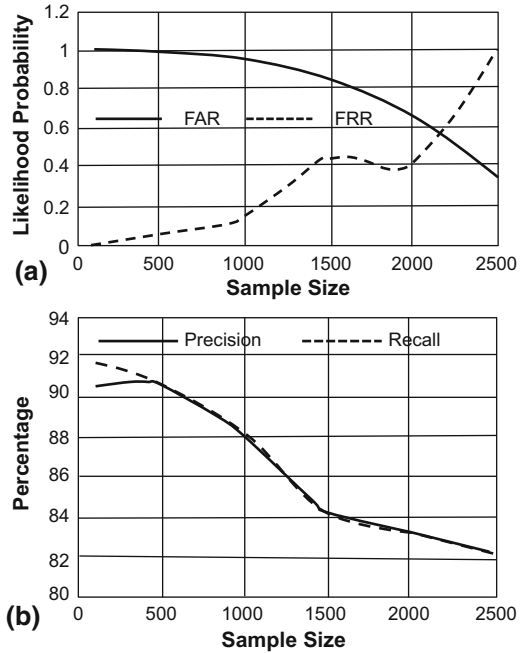 1.2
1
0.8
0.6
0.4
0.2
0
Likelihood Probability
FAR FRR
0 500 1000 1500 2000 2500
Sample Size
(a)
94
92
90
88
86
84
82
80
Percentage
Precision Recall
0 500 1000 1500 2000 2500
Sample Size
(b)